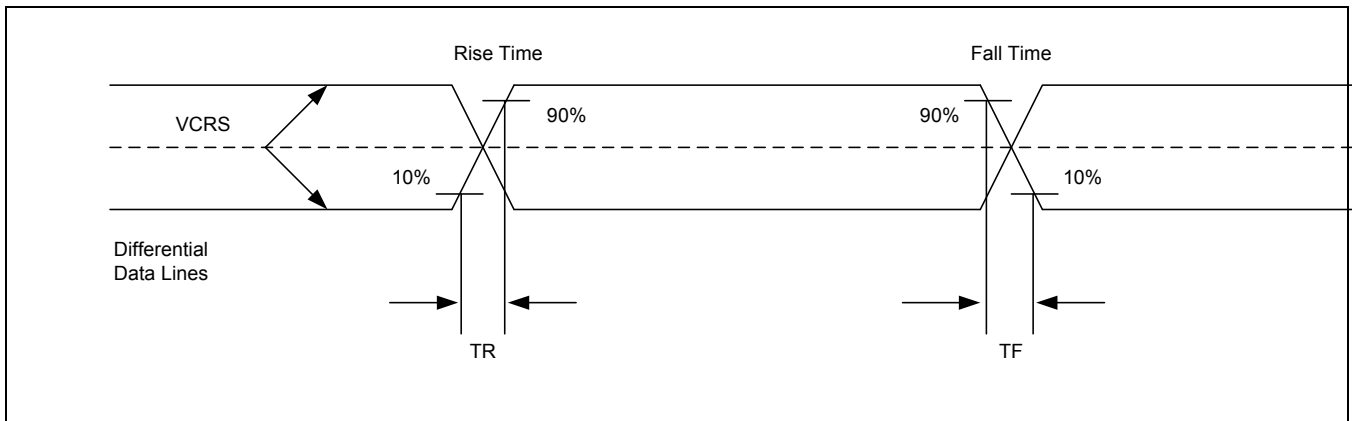 Rise Time
Fall Time
VCRS
90%
90%
10%
10%
Differential
Data Lines
TR
TF